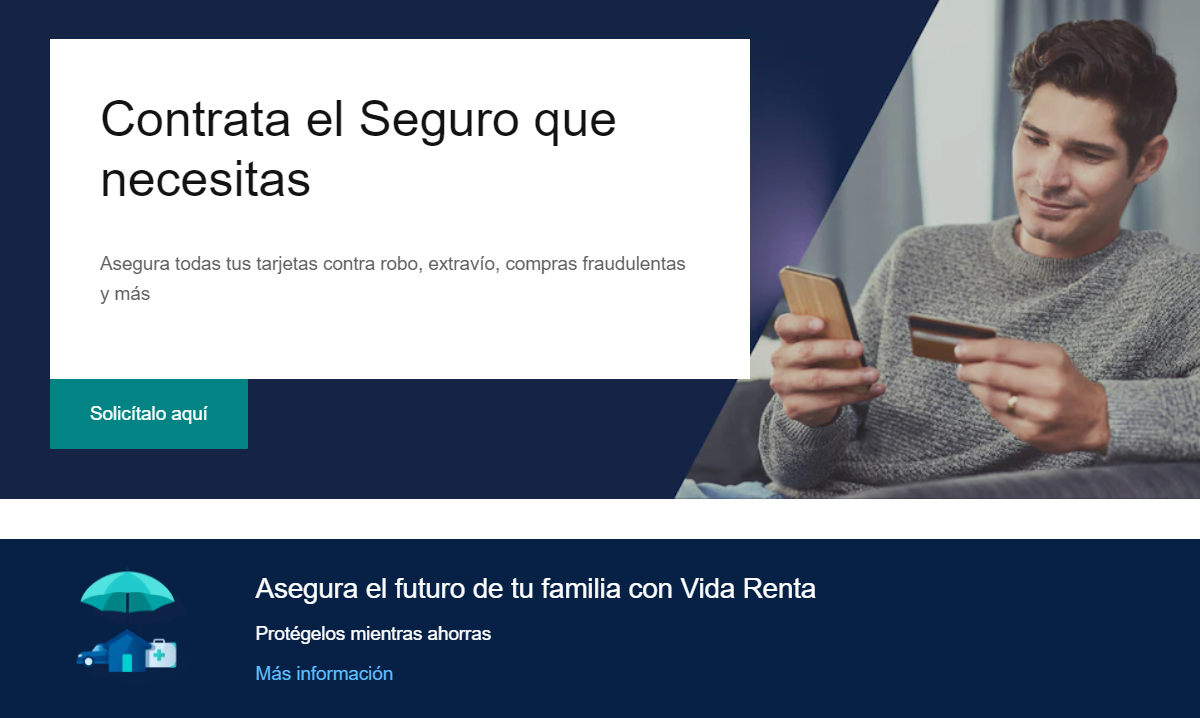 Contrata el Seguro que
necesitas
Asegura todas tus tarjetas contra robo, extravío, compras fraudulentas
y más
Solicítalo aquí
Asegura el futuro de tu familia con Vida Renta
Protégelos mientras ahorras
Más información